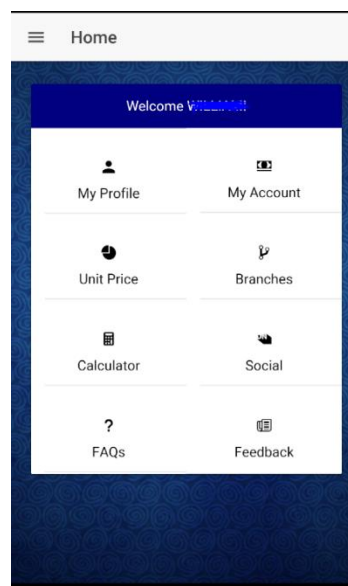 Home
Welcome
My Profile
My Account
Unit Price
Branches
Calculator
Social
FAQs
Feedback